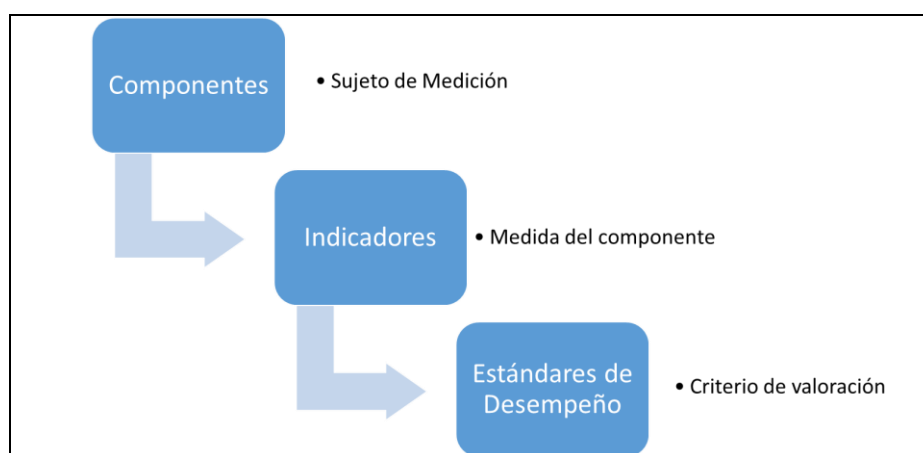 Componentes
• Sujeto de Medición
Indicadores
• Medida del componente
Estándares de
Desempeño
• Criterio de valoración